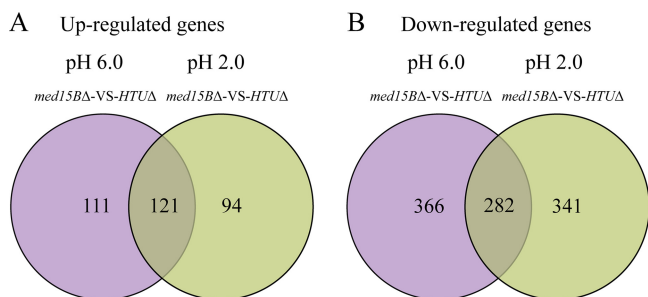 A Up-regulated genes
pH 6.0 pH 2.0
med15BΔ-VS-HTUΔ med15BΔ-VS-HTUΔ
111 121 94
B Down-regulated genes
pH 6.0 pH 2.0
med15BΔ-VS-HTUΔ med15BΔ-VS-HTUΔ
366 282 341